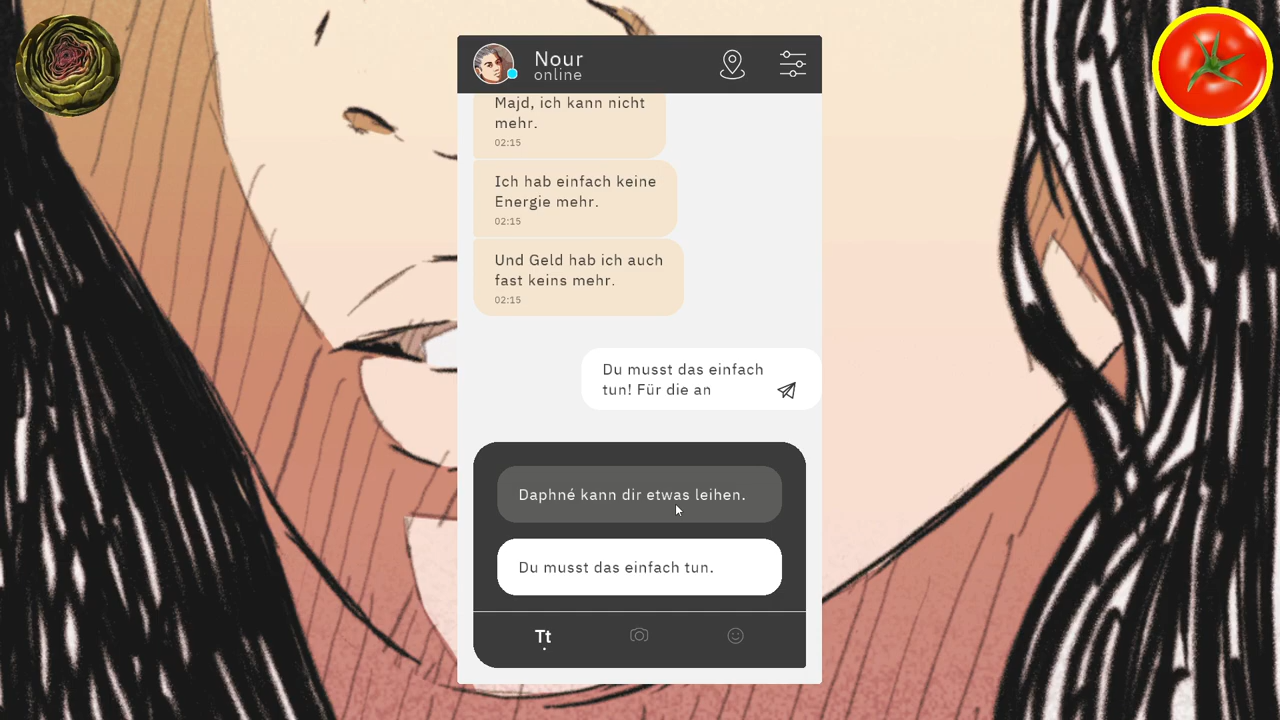 Nour
online
Majd, ich kann nicht
mehr.
02:15
Ich hab einfach keine
Energie mehr.
02:15
Und Geld hab ich auch
fast keins mehr.
02:15
Du musst das einfach
tun! Für die an
Daphné kann dir etwas leihen.
Du musst das einfach tun.
Tt